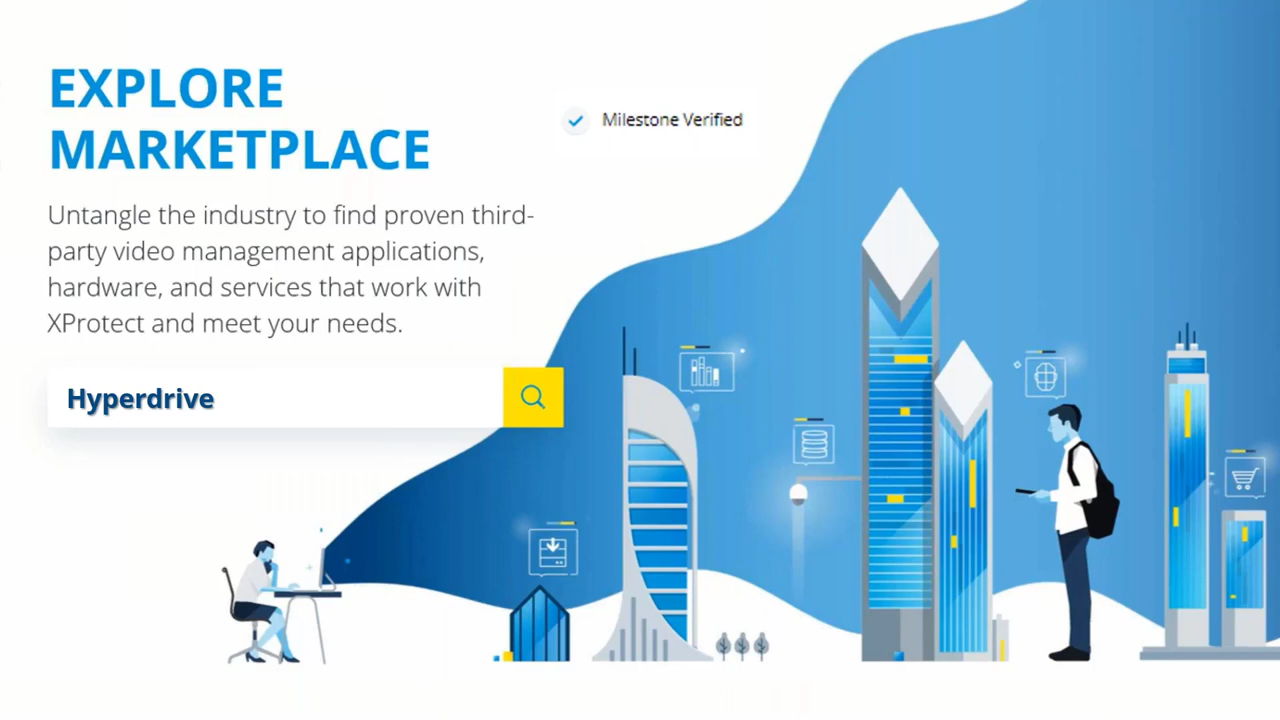 EXPLORE
MARKETPLACE
Milestone Verified
Untangle the industry to find proven third-
party video management applications,
hardware, and services that work with
XProtect and meet your needs.
Hyperdrive